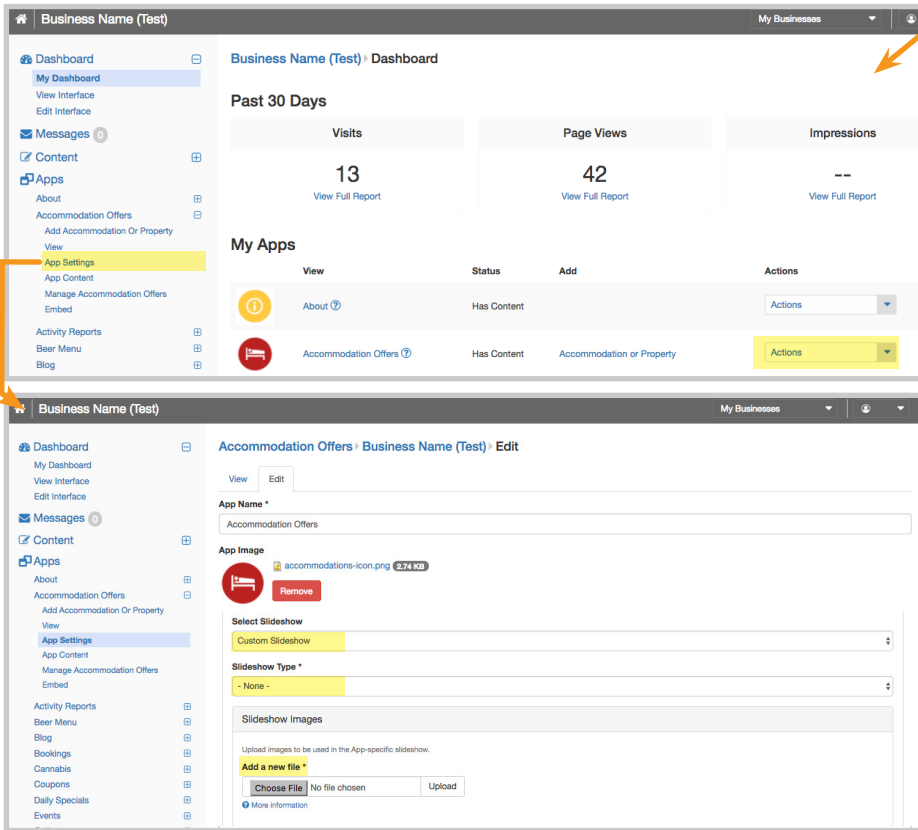 Business Name (Test)
My Businesses
Dashboard
My Dashboard
View Interface
Edit Interface
Messages 0
Content
Apps
About
Accommodation Offers
Add Accommodation Or Property
View
App Settings
App Content
Manage Accommodation Offers
Embed
Activity Reports
Beer Menu
Blog
Business Name (Test) Dashboard
Past 30 Days
Visits Page Views Impressions
13 42 --
View Full Report View Full Report View Full Report
My Apps
View Status Add Actions
About Has Content Actions
Accommodation Offers Has Content Accommodation or Property Actions
Business Name (Test)
My Businesses
Dashboard
My Dashboard
View Interface
Edit Interface
Messages 0
Content
Apps
About
Accommodation Offers
Add Accommodation Or Property
View
App Settings
App Content
Manage Accommodation Offers
Embed
Activity Reports
Beer Menu
Blog
Bookings
Cannabis
Coupons
Daily Specials
Events
Accommodation Offers Business Name (Test) Edit
View Edit
App Name *
Accommodation Offers
App Image
accommodations-icon.png 2.74 KB
Remove
Select Slideshow
Custom Slideshow
Slideshow Type *
- None -
Slideshow Images
Upload images to be used in the App-specific slideshow.
Add a new file *
Choose File No file chosen Upload
More information